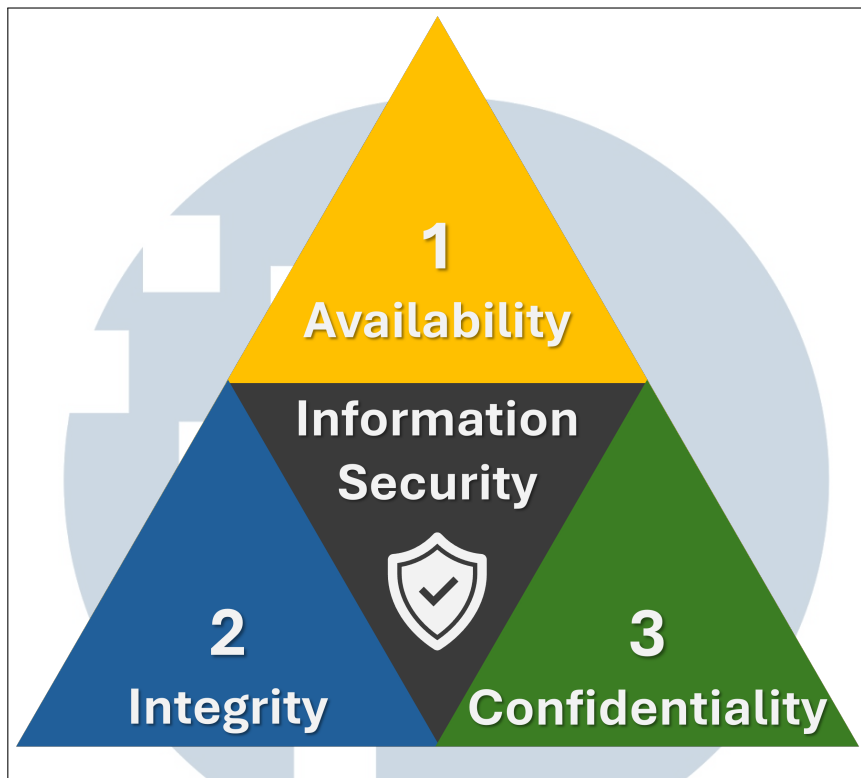 1
Availability
Information
Security
2
Integrity
3
Confidentiality